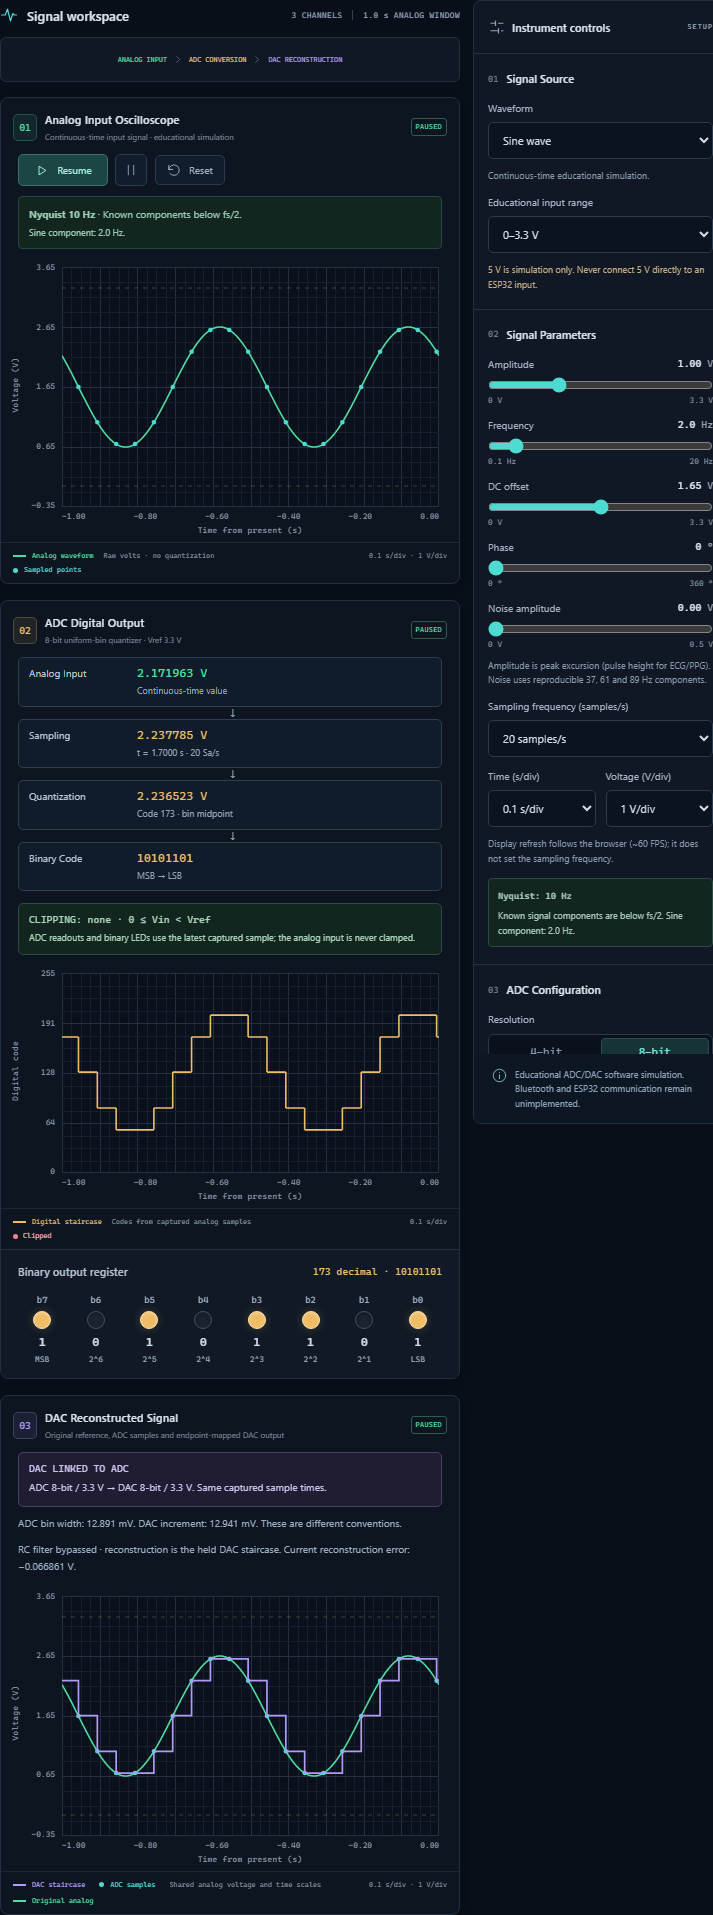 Signal workspace
3 CHANNELS | 1.0 s ANALOG WINDOW
ANALOG INPUT > ADC CONVERSION > DAC RECONSTRUCTION
01 Analog Input Oscilloscope
Continuous-time input signal · educational simulation
PAUSED
Resume
Reset
Nyquist 10 Hz · Known components below fs/2.
Sine component: 2.0 Hz.
3.65
2.65
1.65
0.65
−0.35
Voltage (V)
−1.00 −0.80 −0.60 −0.40 −0.20 0.00
Time from present (s)
Analog waveform Raw volts · no quantization 0.1 s/div · 1 V/div
Sampled points
02 ADC Digital Output
8-bit uniform-bin quantizer · Vref 3.3 V
PAUSED
Analog Input 2.171963 V
Continuous-time value
↓
Sampling 2.237785 V
t = 1.7000 s · 20 Sa/s
↓
Quantization 2.236523 V
Code 173 · bin midpoint
↓
Binary Code 10101101
MSB → LSB
CLIPPING: none · 0 ≤ Vin < Vref
ADC readouts and binary LEDs use the latest captured sample; the analog input is never clamped.
255
191
128
64
0
Digital code
−1.00 −0.80 −0.60 −0.40 −0.20 0.00
Time from present (s)
Digital staircase Codes from captured analog samples 0.1 s/div
Clipped
Binary output register 173 decimal · 10101101
b7 b6 b5 b4 b3 b2 b1 b0
1 0 1 0 1 1 0 1
MSB 2^6 2^5 2^4 2^3 2^2 2^1 LSB
03 DAC Reconstructed Signal
Original reference, ADC samples and endpoint-mapped DAC output
PAUSED
DAC LINKED TO ADC
ADC 8-bit / 3.3 V → DAC 8-bit / 3.3 V. Same captured sample times.
ADC bin width: 12.891 mV. DAC increment: 12.941 mV. These are different conventions.
RC filter bypassed · reconstruction is the held DAC staircase. Current reconstruction error:
−0.066861 V.
3.65
2.65
1.65
0.65
−0.35
Voltage (V)
−1.00 −0.80 −0.60 −0.40 −0.20 0.00
Time from present (s)
DAC staircase ADC samples Shared analog voltage and time scales 0.1 s/div · 1 V/div
Original analog
Instrument controls
SETUP
01 Signal Source
Waveform
Sine wave
Continuous-time educational simulation.
Educational input range
0–3.3 V
5 V is simulation only. Never connect 5 V directly to an
ESP32 input.
02 Signal Parameters
Amplitude 1.00 V
0 V 3.3 V
Frequency 2.0 Hz
0.1 Hz 20 Hz
DC offset 1.65 V
0 V 3.3 V
Phase 0 °
0 ° 360 °
Noise amplitude 0.00 V
0 V 0.5 V
Amplitude is peak excursion (pulse height for ECG/PPG).
Noise uses reproducible 37, 61 and 89 Hz components.
Sampling frequency (samples/s)
20 samples/s
Time (s/div) Voltage (V/div)
0.1 s/div 1 V/div
Display refresh follows the browser (~60 FPS); it does
not set the sampling frequency.
Nyquist: 10 Hz
Known signal components are below fs/2. Sine
component: 2.0 Hz.
03 ADC Configuration
Resolution
4-bit 8-bit
Educational ADC/DAC software simulation.
Bluetooth and ESP32 communication remain
unimplemented.